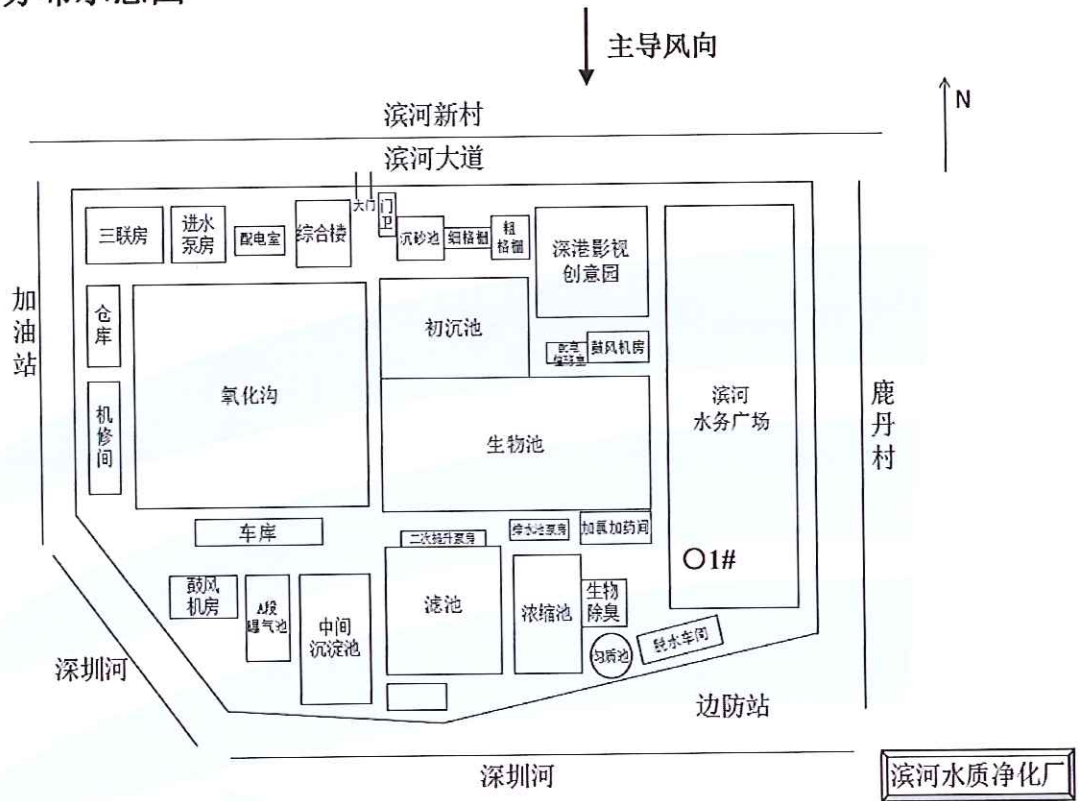 主导风向
N
滨河新村
滨河大道
大门
门
卫
三联房
进水
泵房
配电室
综合楼
沉砂池
细格栅
粗
格栅
深港影视
创意园
加
油
站
仓
库
初沉池
鼓风机房
氧化沟
机
修
间
生物池
滨河
水务广场
鹿
丹
村
车库
二次提升泵房
加氯加药间
O1#
鼓风
机房
A段
曝气池
中间
沉淀池
滤池
浓缩池
生物
除臭
匀质池
脱水车间
深圳河
边防站
深圳河
滨河水质净化厂